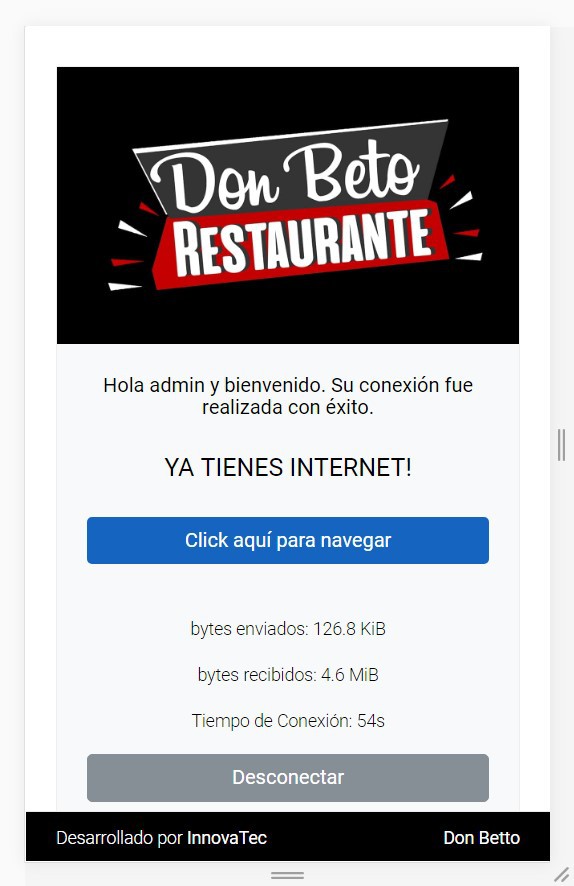 Don Beto
RESTAURANTE
Hola admin y bienvenido. Su conexión fue
realizada con éxito.
YA TIENES INTERNET!
Click aquí para navegar
bytes enviados: 126.8 KiB
bytes recibidos: 4.6 MiB
Tiempo de Conexión: 54s
Desconectar
Desarrollado por InnovaTec Don Betto